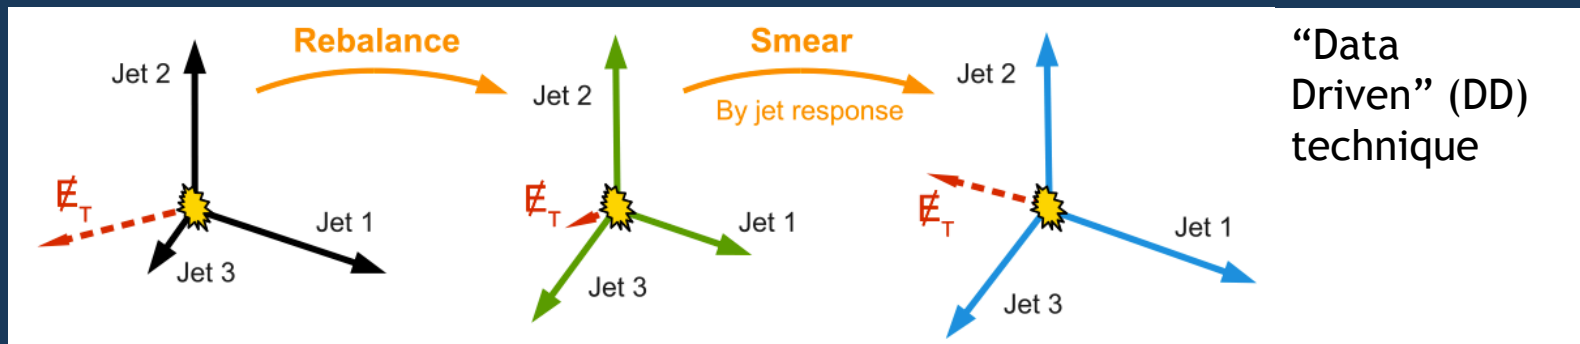 Rebalance
Smear
By jet response
Jet 2
Jet 1
Jet 3
E̸T
Jet 2
Jet 1
Jet 3
E̸T
Jet 2
Jet 1
Jet 3
E̸T
“Data
Driven” (DD)
technique